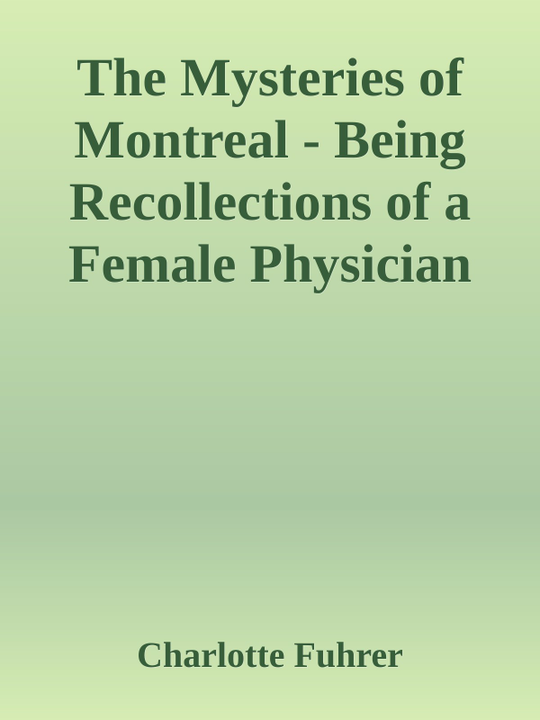 The Mysteries of
Montreal - Being
Recollections of a
Female Physician
Charlotte Fuhrer